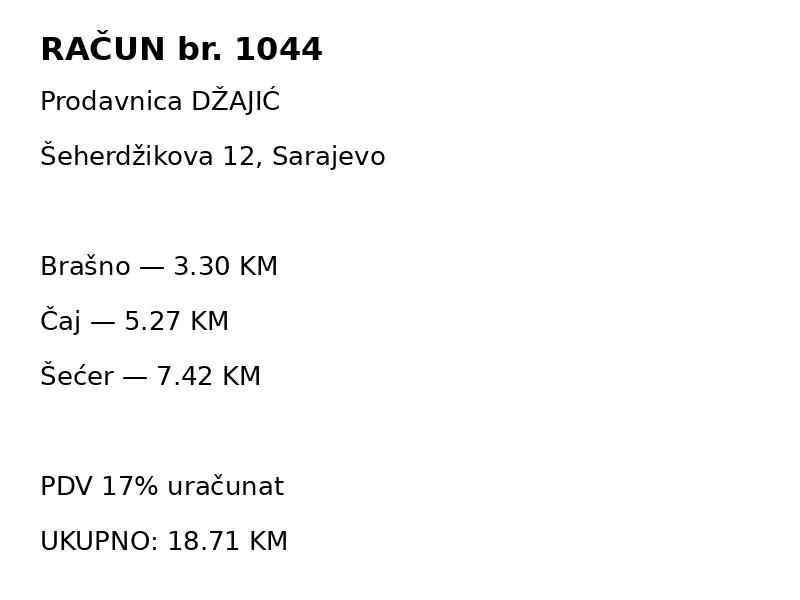 RAČUN br. 1044
Prodavnica DŽAJIĆ
Šeherdžikova 12, Sarajevo
Brašno — 3.30 KM
Čaj — 5.27 KM
Šećer — 7.42 KM
PDV 17% uračunat
UKUPNO: 18.71 KM